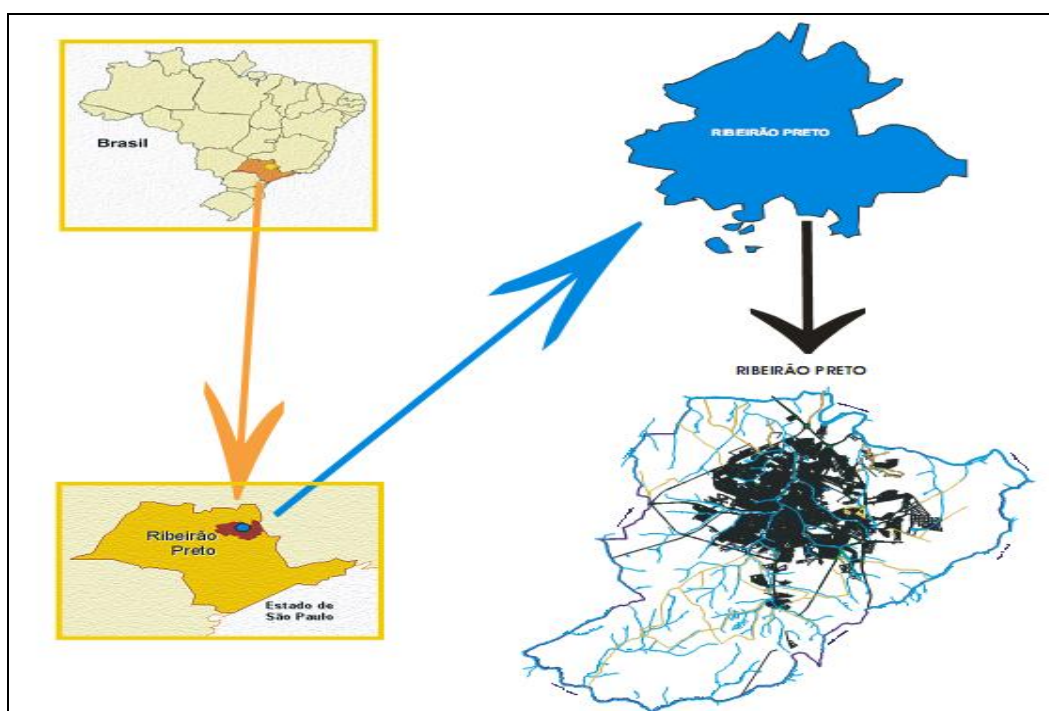 Brasil
RIBEIRÃO PRETO
RIBEIRÃO PRETO
Ribeirão
Preto
Estado de
São Paulo